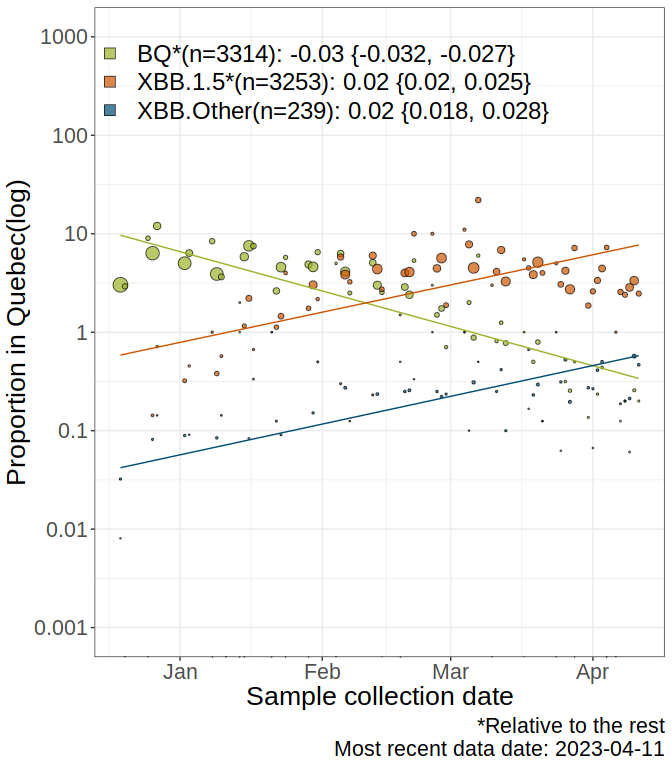 1000
100
10
1
0.1
0.01
0.001
Proportion in Quebec(log)
BQ*(n=3314): -0.03 {-0.032, -0.027}
XBB.1.5*(n=3253): 0.02 {0.02, 0.025}
XBB.Other(n=239): 0.02 {0.018, 0.028}
Jan Feb Mar Apr
Sample collection date
*Relative to the rest
Most recent data date: 2023-04-11